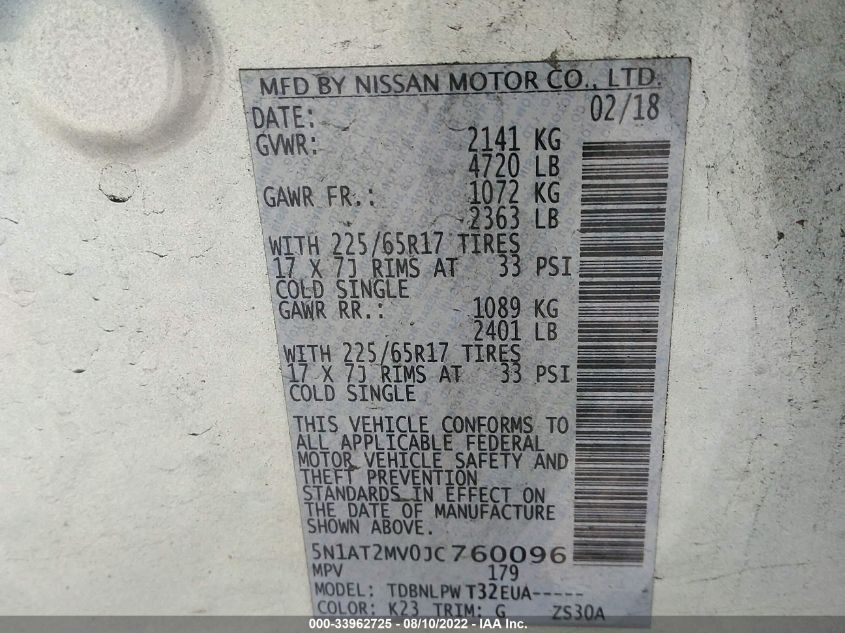 MFD BY NISSAN MOTOR CO., LTD.
DATE: 02/18
GVWR: 2141 KG
4720 LB
GAWR FR.: 1072 KG
2363 LB
WITH 225/65R17 TIRES
17 X 7J RIMS AT 33 PSI
COLD SINGLE
GAWR RR.: 1089 KG
2401 LB
WITH 225/65R17 TIRES
17 X 7J RIMS AT 33 PSI
COLD SINGLE
THIS VEHICLE CONFORMS TO
ALL APPLICABLE FEDERAL
MOTOR VEHICLE SAFETY AND
THEFT PREVENTION
STANDARDS IN EFFECT ON
THE DATE OF MANUFACTURE
SHOWN ABOVE.
5N1AT2MV0JC760096
MPV 179
MODEL: TDBNLPW T32EUA-----
COLOR: K23 TRIM: G ZS30A
000-33962725 - 08/10/2022 - IAA Inc.